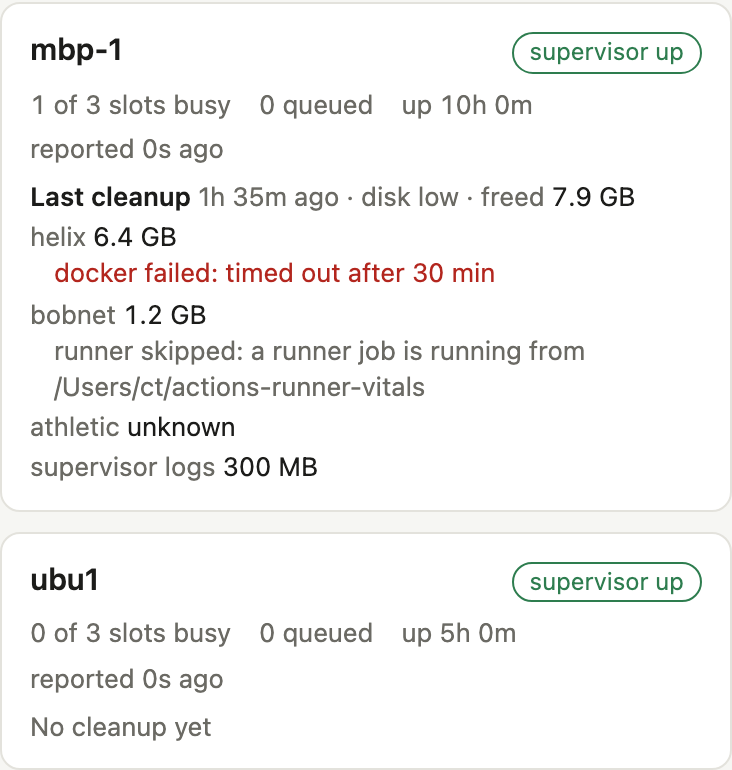 mbp-1
supervisor up
1 of 3 slots busy 0 queued up 10h 0m
reported 0s ago
Last cleanup 1h 35m ago · disk low · freed 7.9 GB
helix 6.4 GB
docker failed: timed out after 30 min
bobnet 1.2 GB
runner skipped: a runner job is running from
/Users/ct/actions-runner-vitals
athletic unknown
supervisor logs 300 MB
ubu1
supervisor up
0 of 3 slots busy 0 queued up 5h 0m
reported 0s ago
No cleanup yet